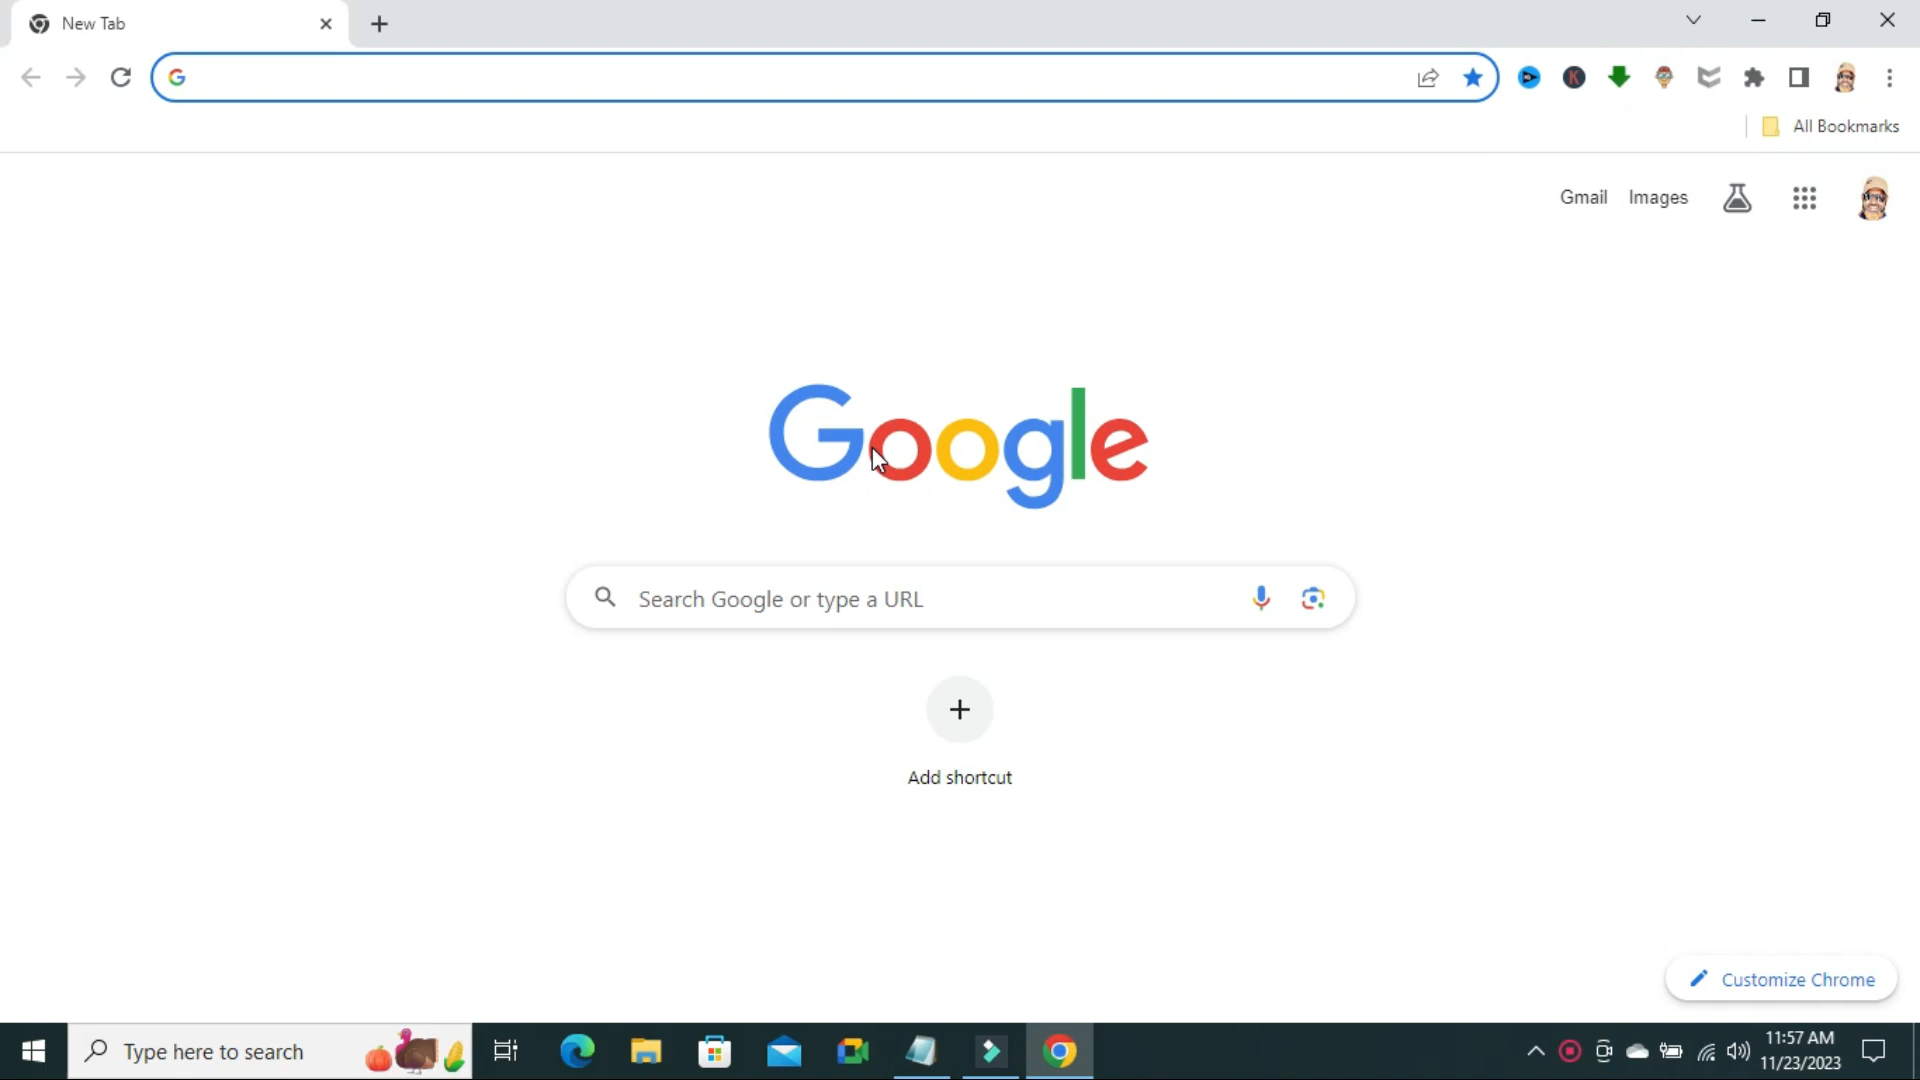 New Tab
All Bookmarks
Gmail Images
Google
Search Google or type a URL
Add shortcut
Customize Chrome
Type here to search
11:57 AM
11/23/2023